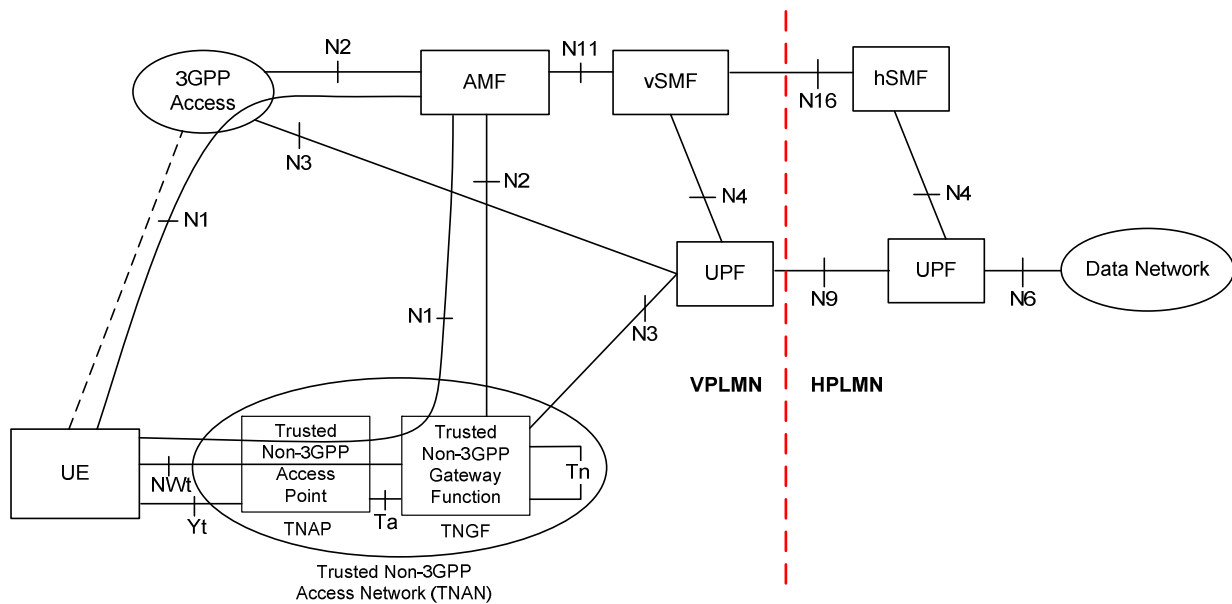 N2
N11
3GPP
Access
AMF
vSMF
hSMF
N16
N3
N2
N4
N4
N1
UPF
UPF
Data Network
N9
N6
N1
N3
VPLMN
HPLMN
UE
Trusted
Non-3GPP
Access
Point
Trusted
Non-3GPP
Gateway
Function
Tn
NWt
Yt
Ta
TNAP
TNGF
Trusted Non-3GPP
Access Network (TNAN)